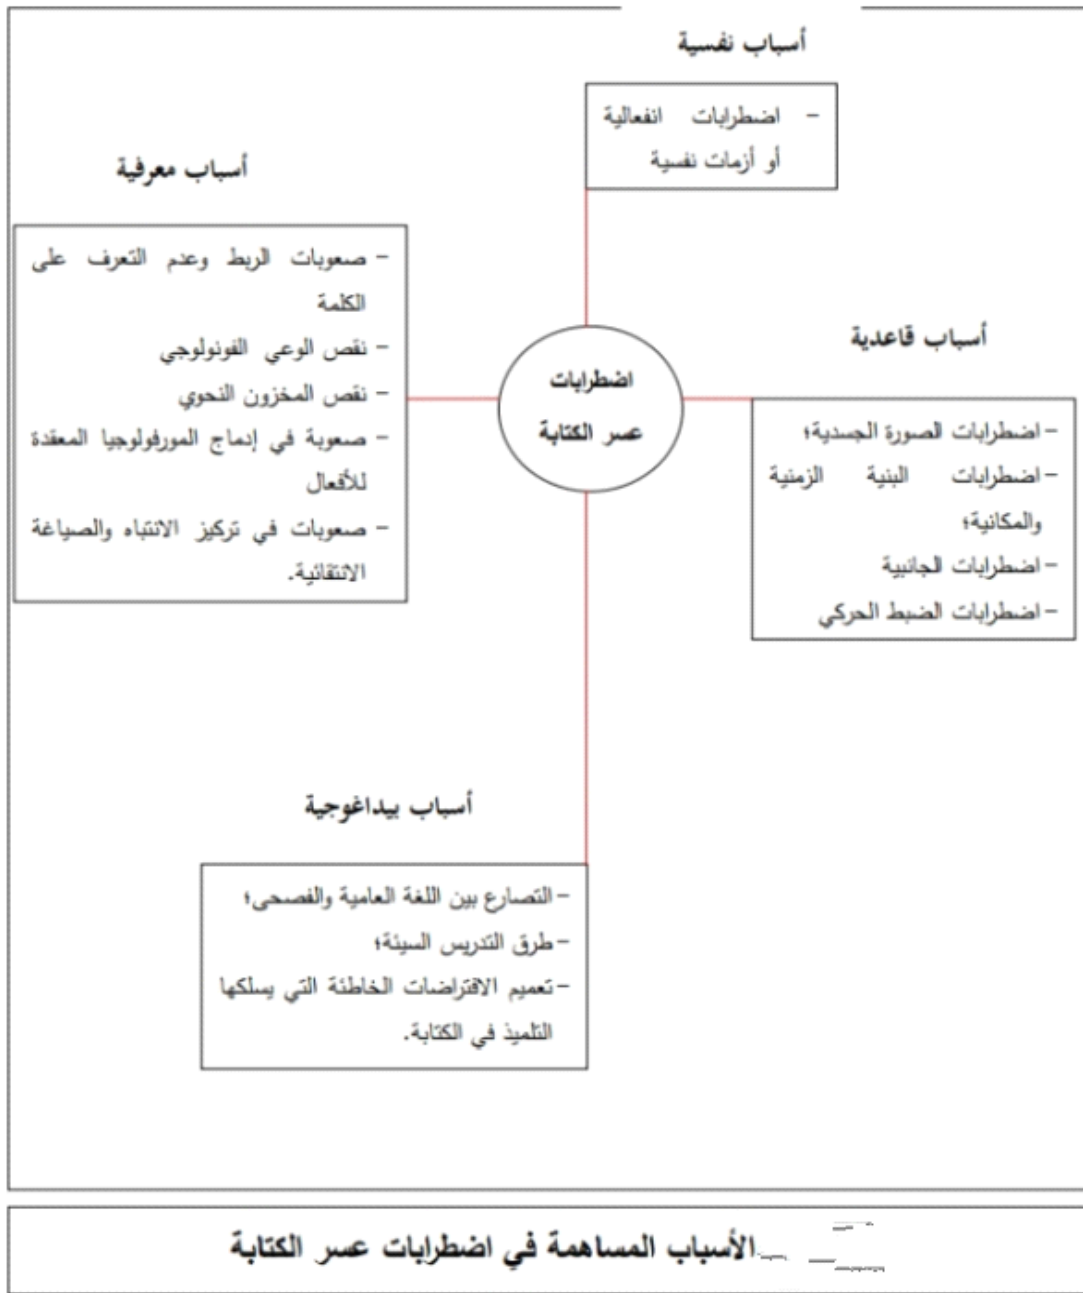 أسباب نفسية
- اضطرابات انفعالية
أو أزمات نفسية
أسباب معرفية
- صعوبات الربط وعدم التعرف على
الكلمة
- نقص الوعي الفونولوجي
- نقص المخزون النحوي
- صعوبة في إدماج المورفولوجيا المعقدة
للأفعال
- صعوبات في تركيز الانتباه والصياغة
الانتقائية.
اضطرابات
عسر الكتابة
أسباب قاعدية
- اضطرابات الصورة الجسدية؛
- اضطرابات البنية الزمنية
والمكانية؛
- اضطرابات الجانبية
- اضطرابات الضبط الحركي
أسباب بيداغوجية
- التصارع بين اللغة العامية والفصحى؛
- طرق التدريس السيئة؛
- تعميم الافتراضات الخاطئة التي يسلكها
التلميذ في الكتابة.
الأسباب المساهمة في اضطرابات عسر الكتابة